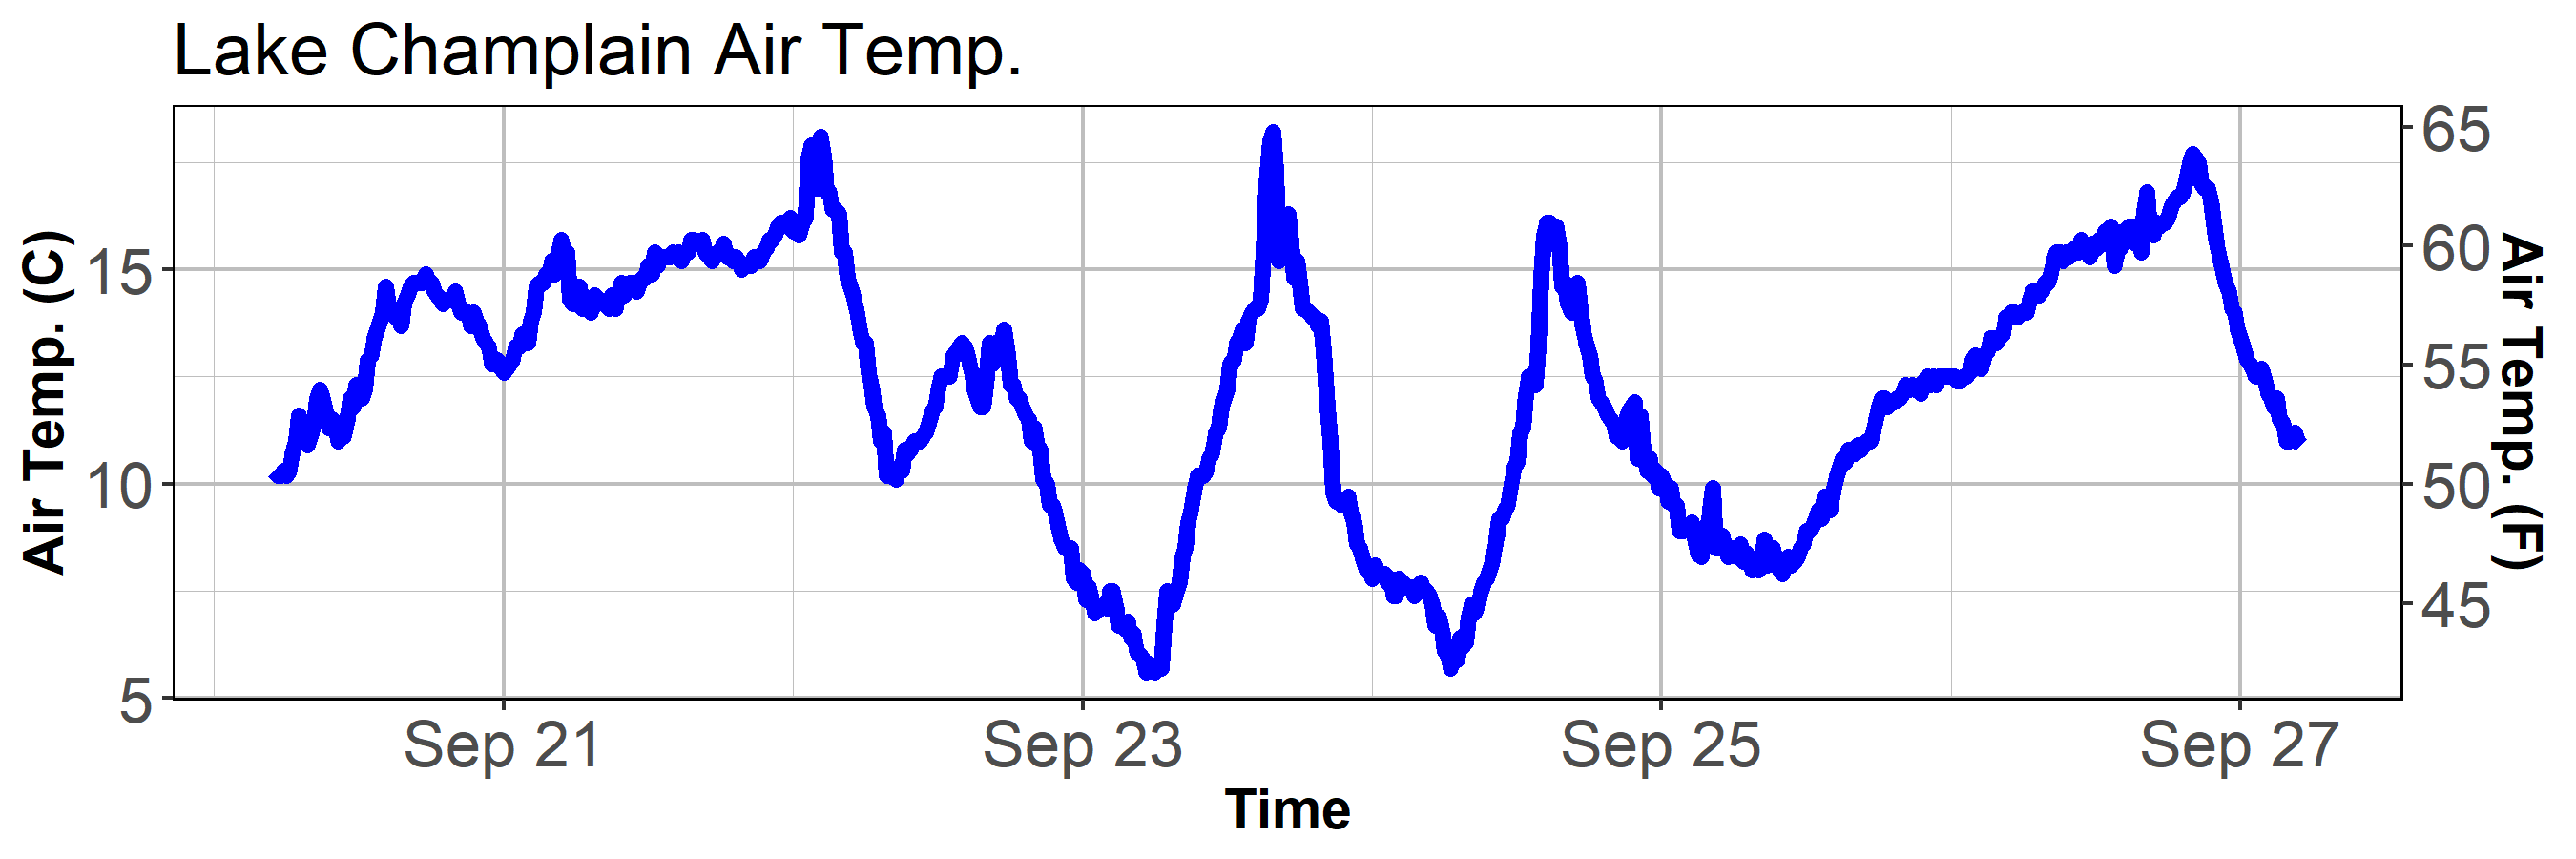 Lake Champlain Air Temp.
Air Temp. (C)
15
10
5
65
60
55
50
45
Air Temp. (F)
Sep 21
Sep 23
Sep 25
Sep 27
Time